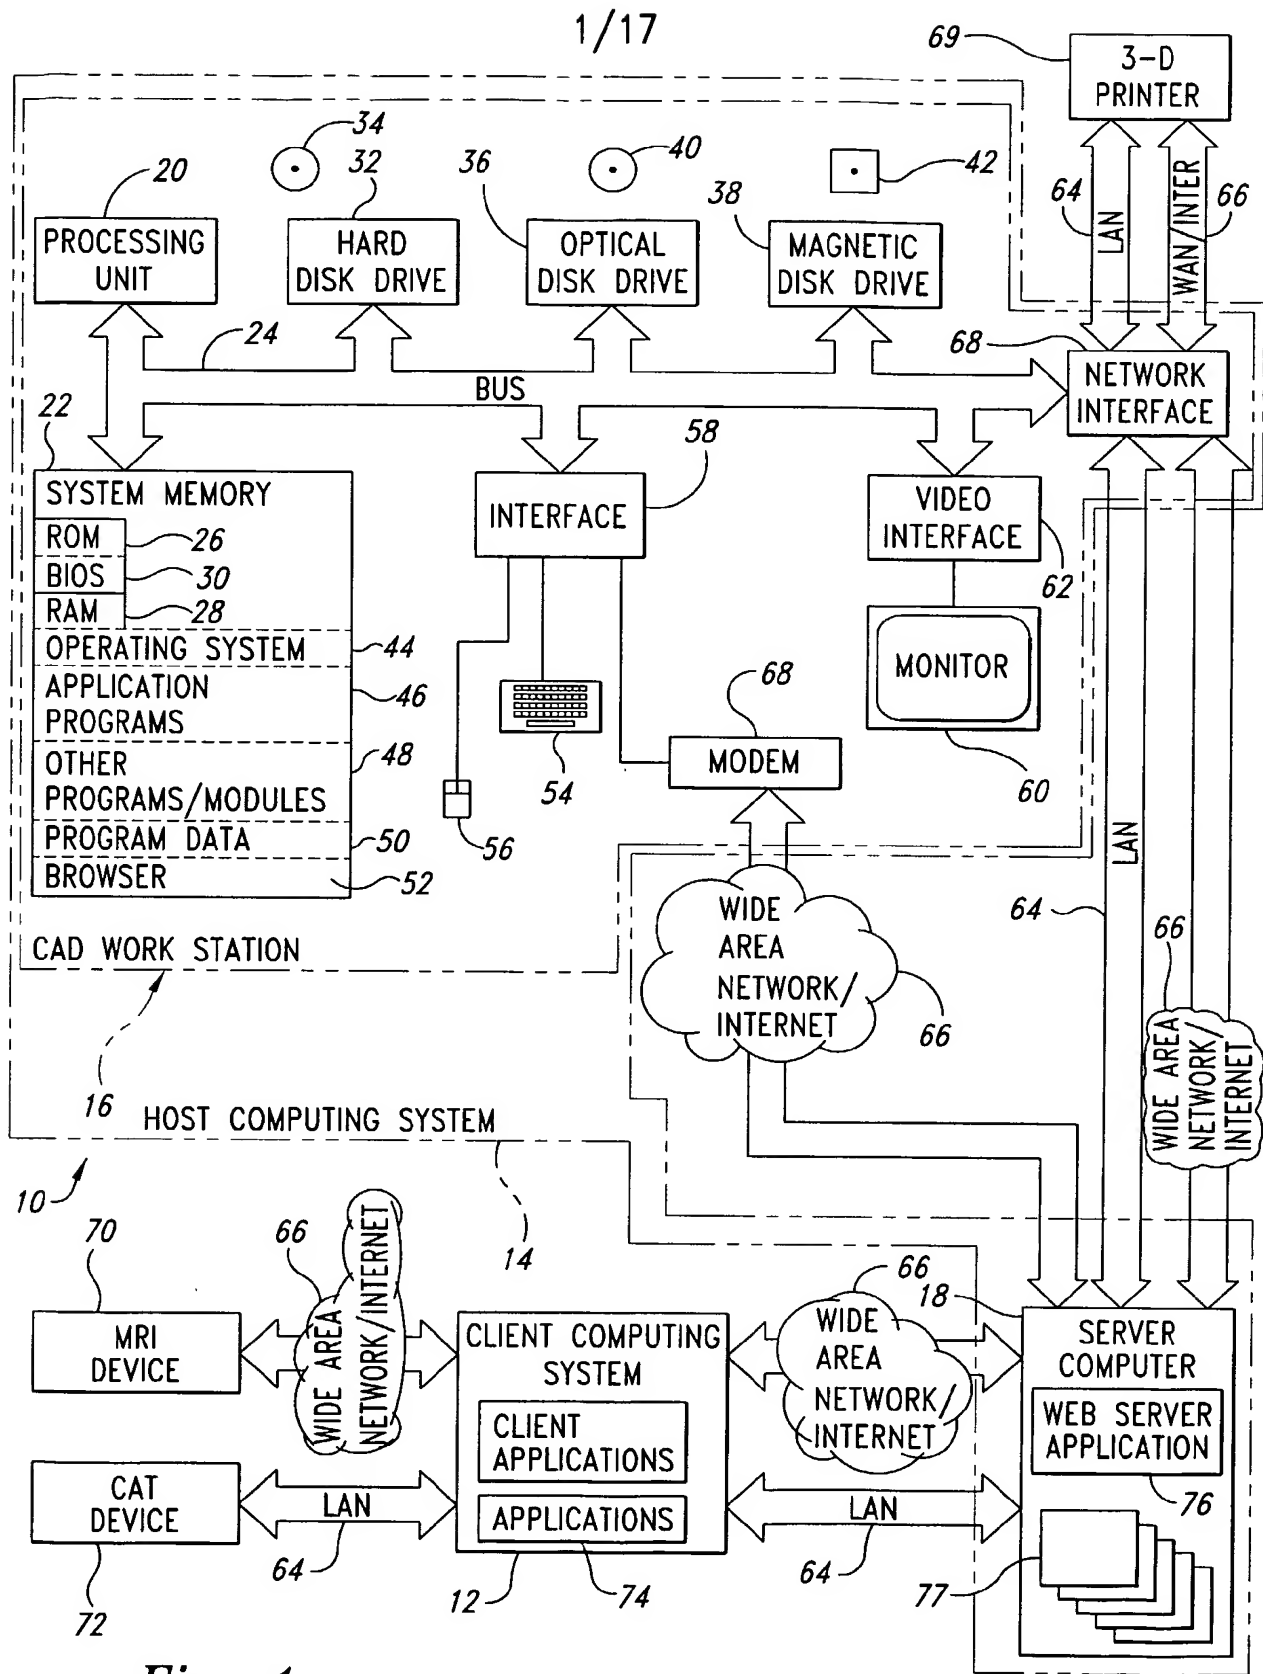 1/17
69
3-D
PRINTER
34
32
36
40
42
20
38
64
LAN
WAN/INTER
66
PROCESSING
UNIT
HARD
DISK DRIVE
OPTICAL
DISK DRIVE
MAGNETIC
DISK DRIVE
24
BUS
68
NETWORK
INTERFACE
22
58
SYSTEM MEMORY
ROM
26
BIOS
30
RAM
28
OPERATING SYSTEM
44
APPLICATION
PROGRAMS
46
OTHER
PROGRAMS/MODULES
48
PROGRAM DATA
50
BROWSER
52
INTERFACE
VIDEO
INTERFACE
62
MONITOR
60
54
56
68
MODEM
LAN
64
66
WIDE AREA
NETWORK/
INTERNET
WIDE
AREA
NETWORK/
INTERNET
66
CAD WORK STATION
16
HOST COMPUTING SYSTEM
10
14
70
MRI
DEVICE
66
WIDE AREA
NETWORK/INTERNET
CLIENT COMPUTING
SYSTEM
CLIENT
APPLICATIONS
APPLICATIONS
12
74
66
WIDE
AREA
NETWORK/
INTERNET
18
SERVER
COMPUTER
WEB SERVER
APPLICATION
76
77
CAT
DEVICE
72
LAN
64
LAN
64